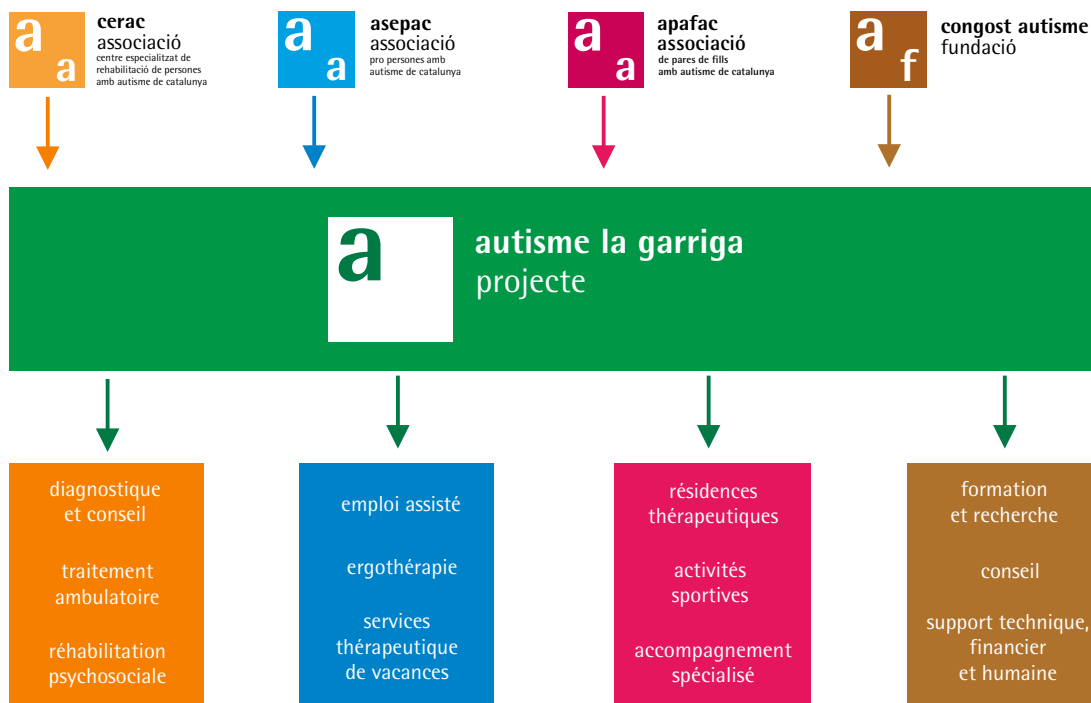 a
a
cerac
associació
centre especialitzat de
rehabilitació de persones
amb autisme de catalunya
a
a
asepac
associació
pro persones amb
autisme de catalunya
a
a
apafac
associació
de pares de fills
amb autisme de catalunya
a
f
congost autisme
fundació
a
autisme la garriga
projecte
diagnostique
et conseil
traitement
ambulatoire
réhabilitation
psychosociale
emploi assisté
ergothérapie
services
thérapeutique
de vacances
résidences
thérapeutiques
activités
sportives
accompagnement
spécialisé
formation
et recherche
conseil
support technique,
financier
et humaine